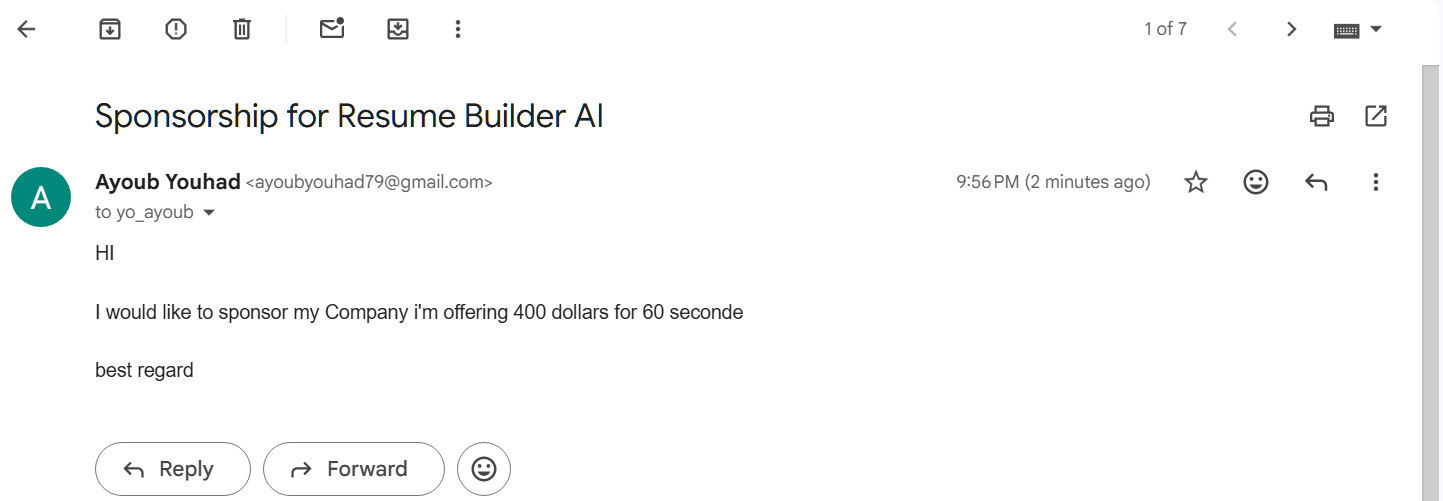 1 of 7
Sponsorship for Resume Builder AI
Ayoub Youhad <ayoubyouhad79@gmail.com> 9:56 PM (2 minutes ago)
A
to yo_ayoub
HI
I would like to sponsor my Company i'm offering 400 dollars for 60 seconde
best regard
Reply Forward